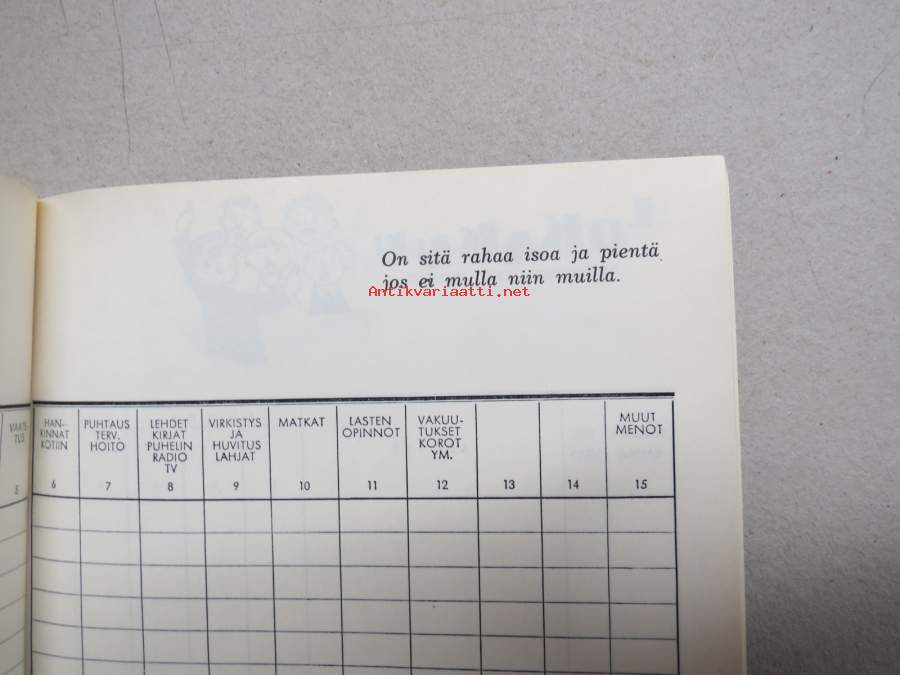 On sitä rahaa isoa ja pientä
jos ei mulla niin muilla.
Antikvariaatti.net
5
HAN-
KINNAT
KOTIIN
6
PUHTAUS
TERV.
HOITO
7
LEHDET
KIRJAT
PUHELIN
RADIO
TV
8
VIRKISTYS
JA
HUVITUS
LAHJAT
9
MATKAT
10
LASTEN
OPINNOT
11
VAKUU-
TUKSET
KOROT
YM.
12
13
14
MUUT
MENOT
15